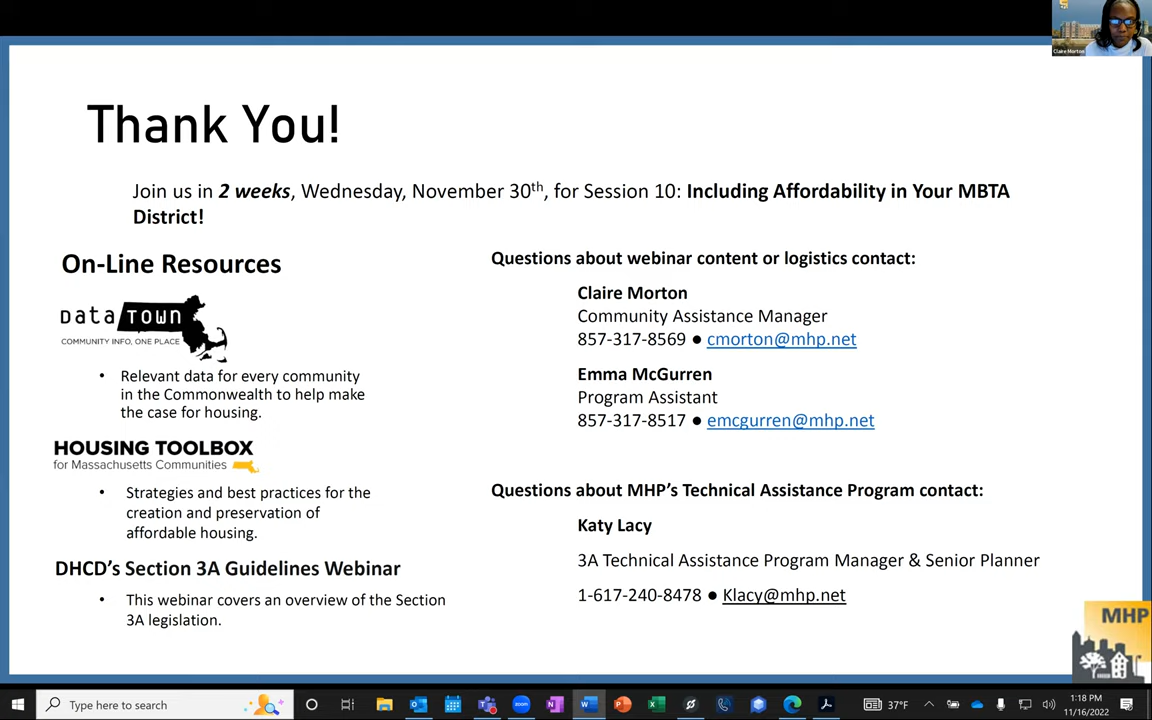 Claire Morton
Thank You!
Join us in 2 weeks, Wednesday, November 30th, for Session 10: Including Affordability in Your MBTA
District!
On-Line Resources
Data TOWN
COMMUNITY INFO, ONE PLACE
• Relevant data for every community
in the Commonwealth to help make
the case for housing.
HOUSING TOOLBOX
for Massachusetts Communities
• Strategies and best practices for the
creation and preservation of
affordable housing.
DHCD's Section 3A Guidelines Webinar
• This webinar covers an overview of the Section
3A legislation.
Questions about webinar content or logistics contact:
Claire Morton
Community Assistance Manager
857-317-8569 ● cmorton@mhp.net
Emma McGurren
Program Assistant
857-317-8517 ● emcgurren@mhp.net
Questions about MHP's Technical Assistance Program contact:
Katy Lacy
3A Technical Assistance Program Manager & Senior Planner
1-617-240-8478 ● Klacy@mhp.net
MHP
Type here to search
zoom
37°F
1:18 PM
11/16/2022